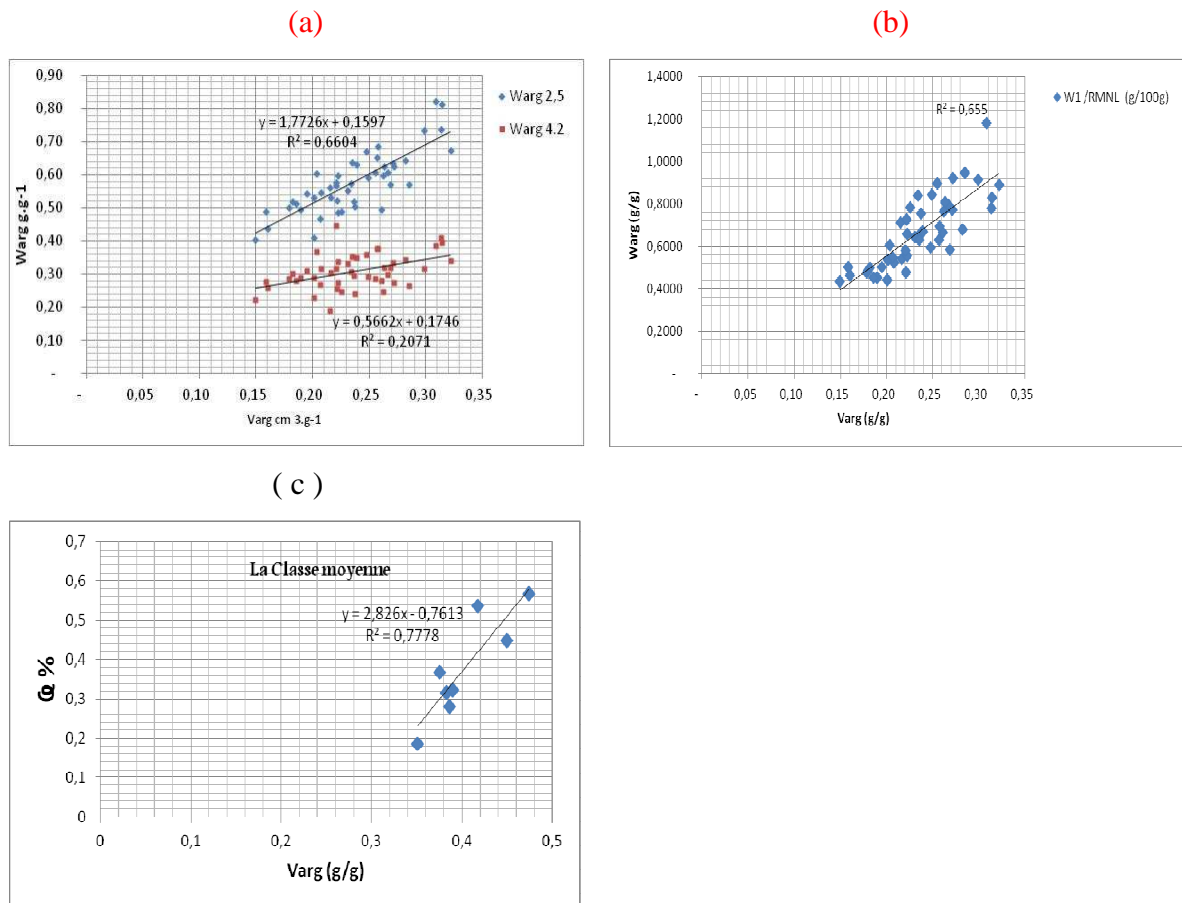 (a)
0,90
0,80
0,70
0,60
0,50
0,40
0,30
0,20
0,10
-
Warg g.g-1
y = 1,7726x + 0,1597
R² = 0,6604
y = 0,5662x + 0,1746
R² = 0,2071
Warg 2,5
Warg 4.2
- 0,05 0,10 0,15 0,20 0,25 0,30 0,35
Varg cm 3.g-1
(b)
1,4000
1,2000
1,0000
0,8000
0,6000
0,4000
0,2000
-
Warg (g/g)
R² = 0,655
W1/RMNL (g/100g)
- 0,05 0,10 0,15 0,20 0,25 0,30 0,35
Varg (g/g)
( c )
0,7
0,6
0,5
0,4
0,3
0,2
0,1
0
%
La Classe moyenne
y = 2,826x - 0,7613
R² = 0,7778
0 0,1 0,2 0,3 0,4 0,5
Varg (g/g)